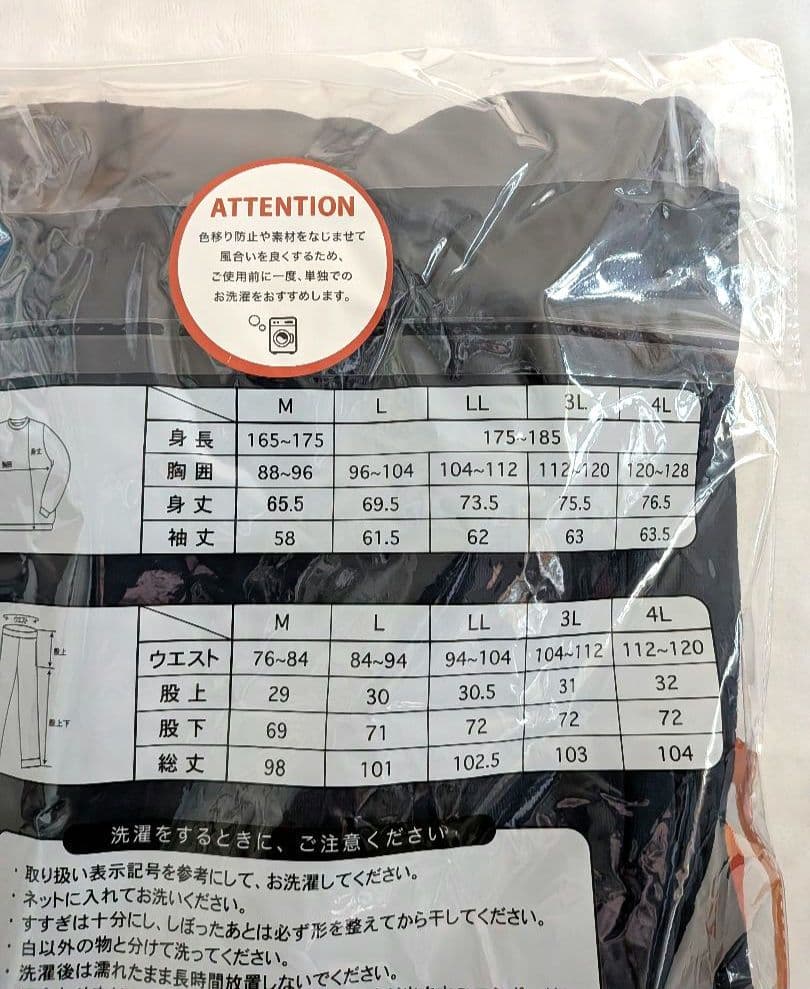 ATTENTION
色移り防止や素材をなじませて
風合いを良くするため、
ご使用前に一度、単独での
お洗濯をおすすめします。
M L LL 3L 4L
身長 165~175 175~185
胸囲 88~96 96~104 104~112 112~120 120~128
身丈 65.5 69.5 73.5 75.5 76.5
袖丈 58 61.5 62 63 63.5
身丈
胸囲
M L LL 3L 4L
ウエスト 76~84 84~94 94~104 104~112 112~120
股上 29 30 30.5 31 32
股下 69 71 72 72 72
総丈 98 101 102.5 103 104
ウエスト
股上
洗濯をするときに、ご注意ください
・取り扱い表示記号を参考にして、お洗濯してください。
・ネットに入れてお洗いください。
・すすぎは十分にし、しぼったあとは必ず形を整えてから干してください。
・白以外の物と分けて洗ってください。
・洗濯後は濡れたまま長時間放置しないでください。